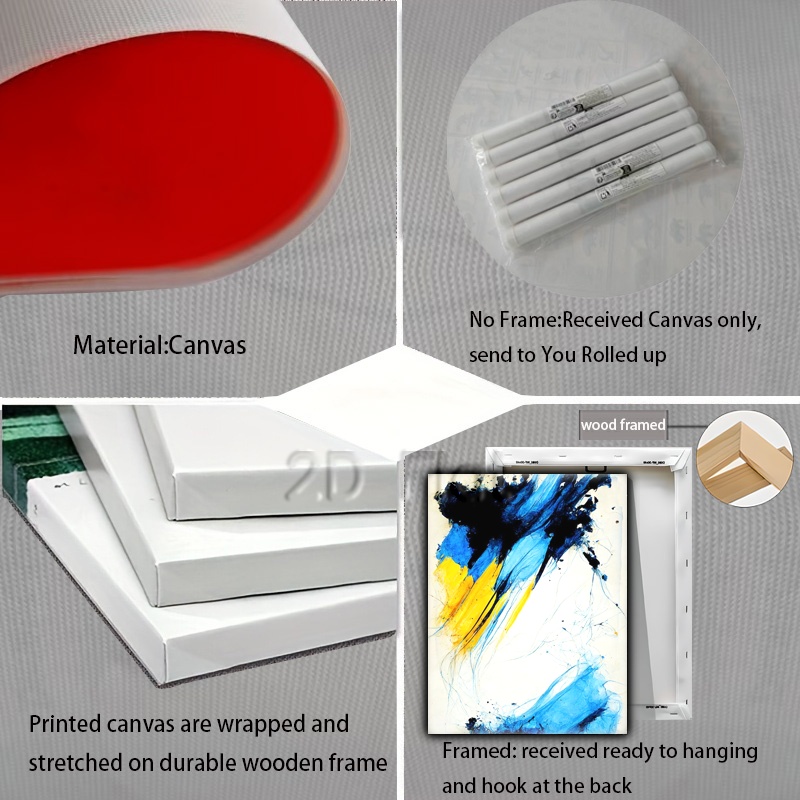 Material:Canvas
No Frame:Received Canvas only,
send to You Rolled up
2.D
wood framed
Printed canvas are wrapped and
stretched on durable wooden frame
Framed: received ready to hanging
and hook at the back